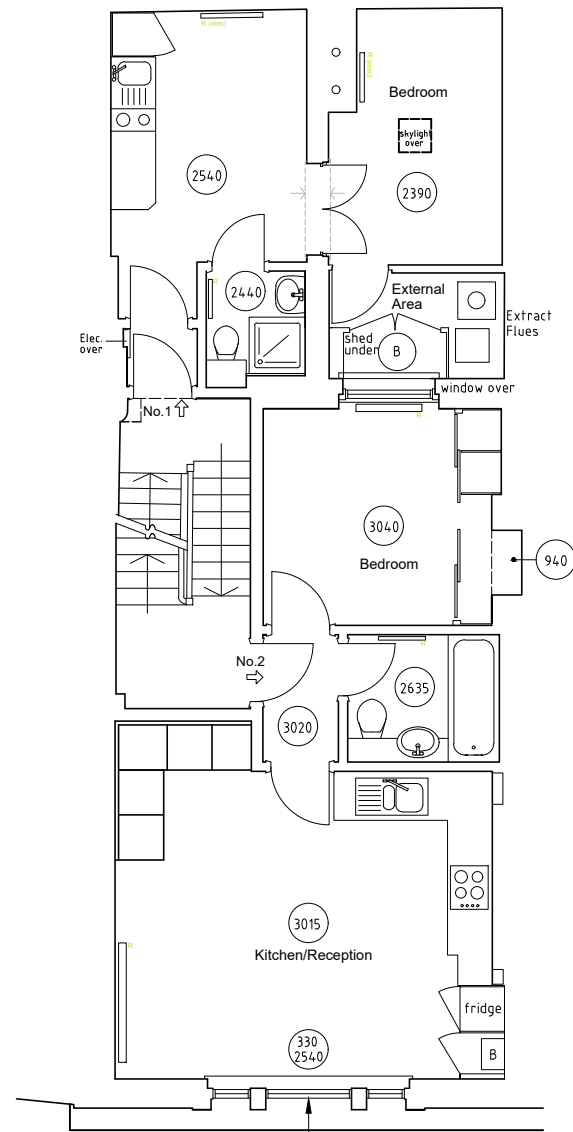 R (elec)
R (elec)
Bedroom
skylight
over
2540
2390
R
2440
External
Area
Extract
Flues
Elec.
over
shed
under
B
window over
No.1
R
3040
Bedroom
940
No.2
R
2635
3020
3015
Kitchen/Reception
R
fridge
330
2540
B